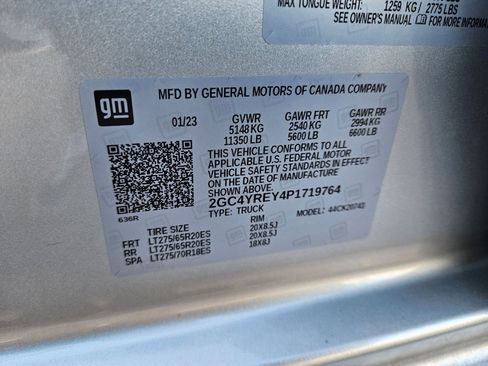 MAX TONGUE WEIGHT: 1259 KG / 2775 LBS
SEE OWNER'S MANUAL FOR MORE
gm
MFD BY GENERAL MOTORS OF CANADA COMPANY
01/23 GVWR GAWR FRT GAWR RR
5148 KG 2540 KG 2994 KG
11350 LB 5600 LB 6600 LB
THIS VEHICLE CONFORMS TO ALL
APPLICABLE U.S. FEDERAL MOTOR
VEHICLE SAFETY STANDARDS IN
EFFECT ON THE DATE OF MANUFACTURE
SHOWN ABOVE.
2GC4YREY4P1719764
TYPE: TRUCK MODEL:
636R
TIRE SIZE RIM
FRT LT275/65R20ES 20X8.5J
RR LT275/65R20ES 20X8.5J
SPA LT275/70R18ES 18X8J